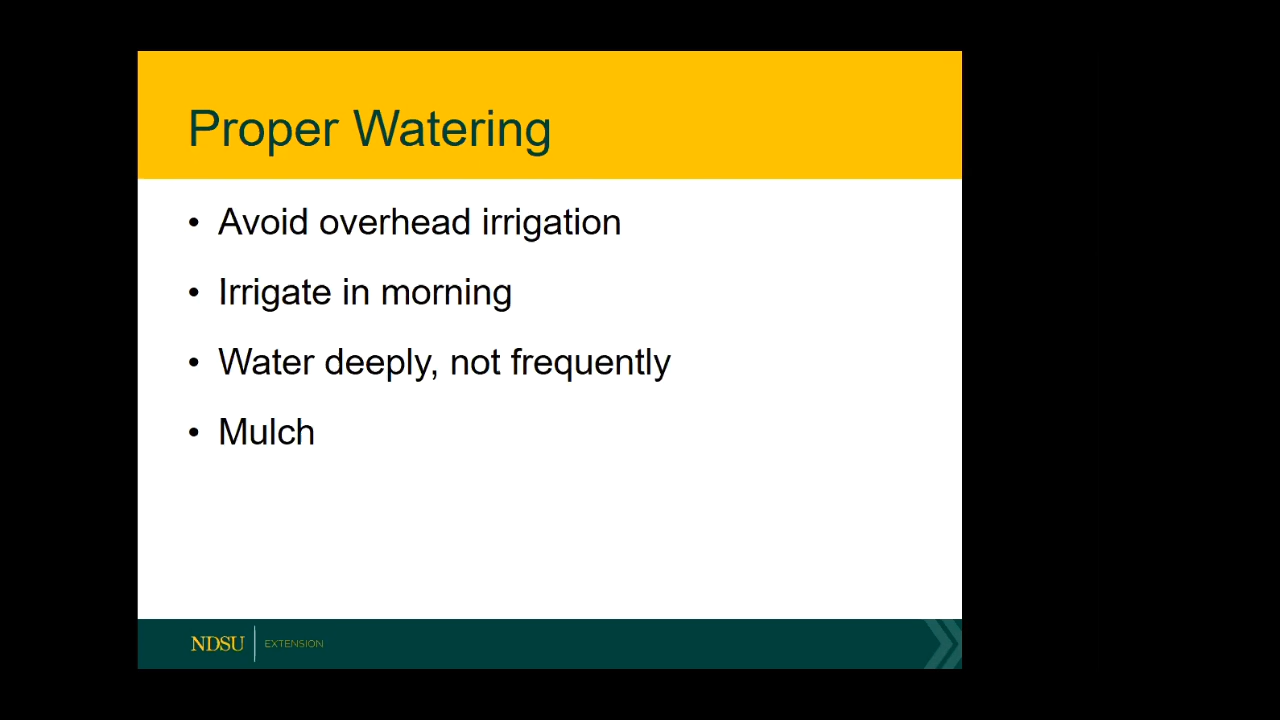 Proper Watering
• Avoid overhead irrigation
• Irrigate in morning
• Water deeply, not frequently
• Mulch
NDSU EXTENSION